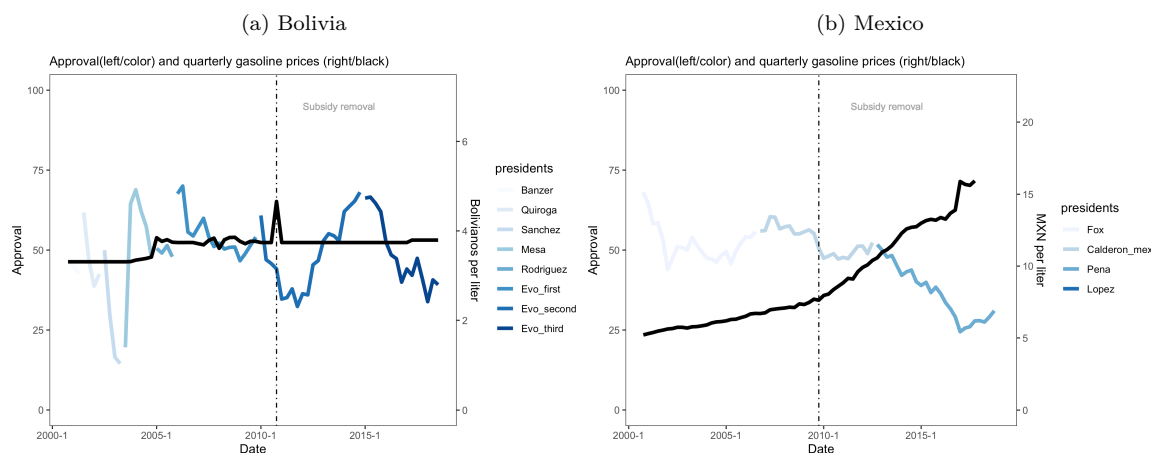 (a) Bolivia
Approval(left/color) and quarterly gasoline prices (right/black)
100
75
50
25
0
Approval
Subsidy removal
6
4
2
0
Bolivianos per liter
2000-1
2005-1
2010-1
2015-1
Date
presidents
Banzer
Quiroga
Sanchez
Mesa
Rodriguez
Evo_first
Evo_second
Evo_third
(b) Mexico
Approval(left/color) and quarterly gasoline prices (right/black)
100
75
50
25
0
Approval
Subsidy removal
20
15
10
5
0
MXN per liter
2000-1
2005-1
2010-1
2015-1
Date
presidents
Fox
Calderon_mex
Pena
Lopez